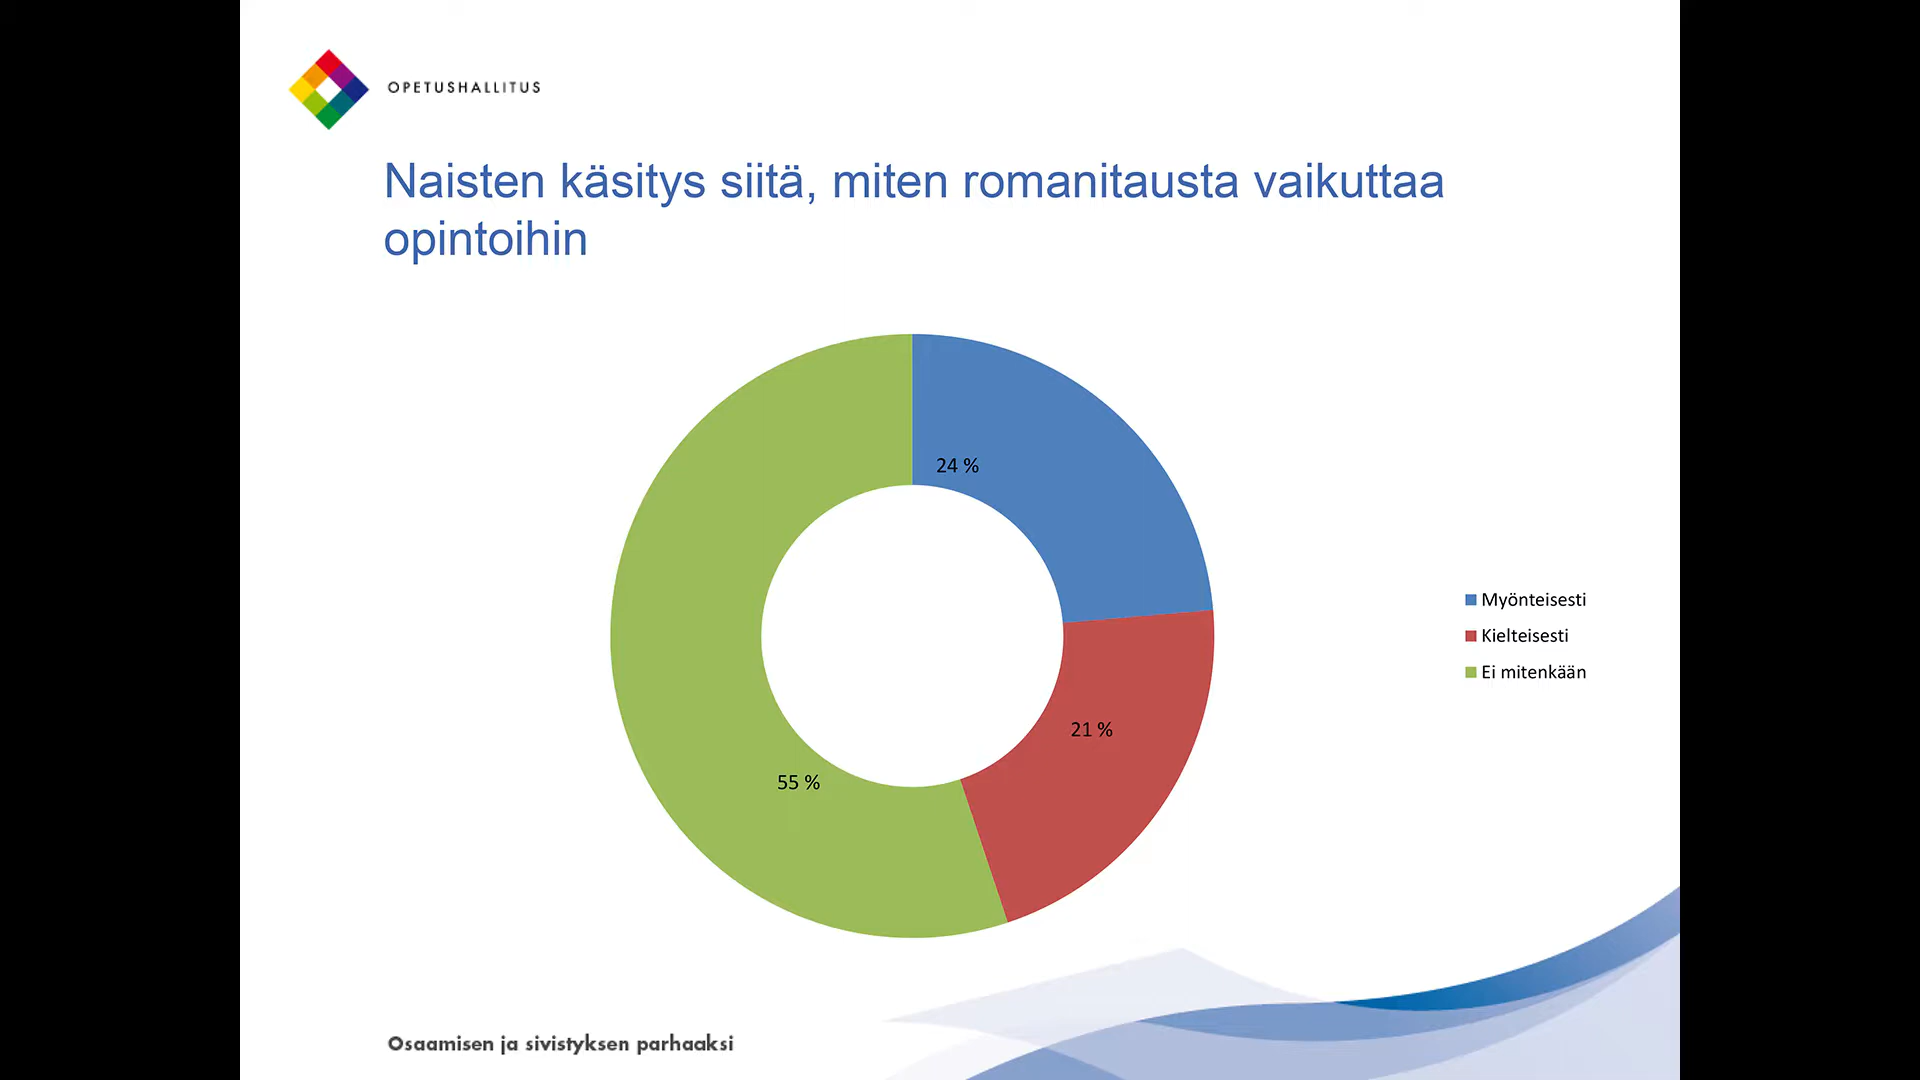 OPETUSHALLITUS
Naisten käsitys siitä, miten romanitausta vaikuttaa
opintoihin
24 %
21 %
55 %
Myönteisesti
Kielteisesti
Ei mitenkään
Osaamisen ja sivistyksen parhaaksi